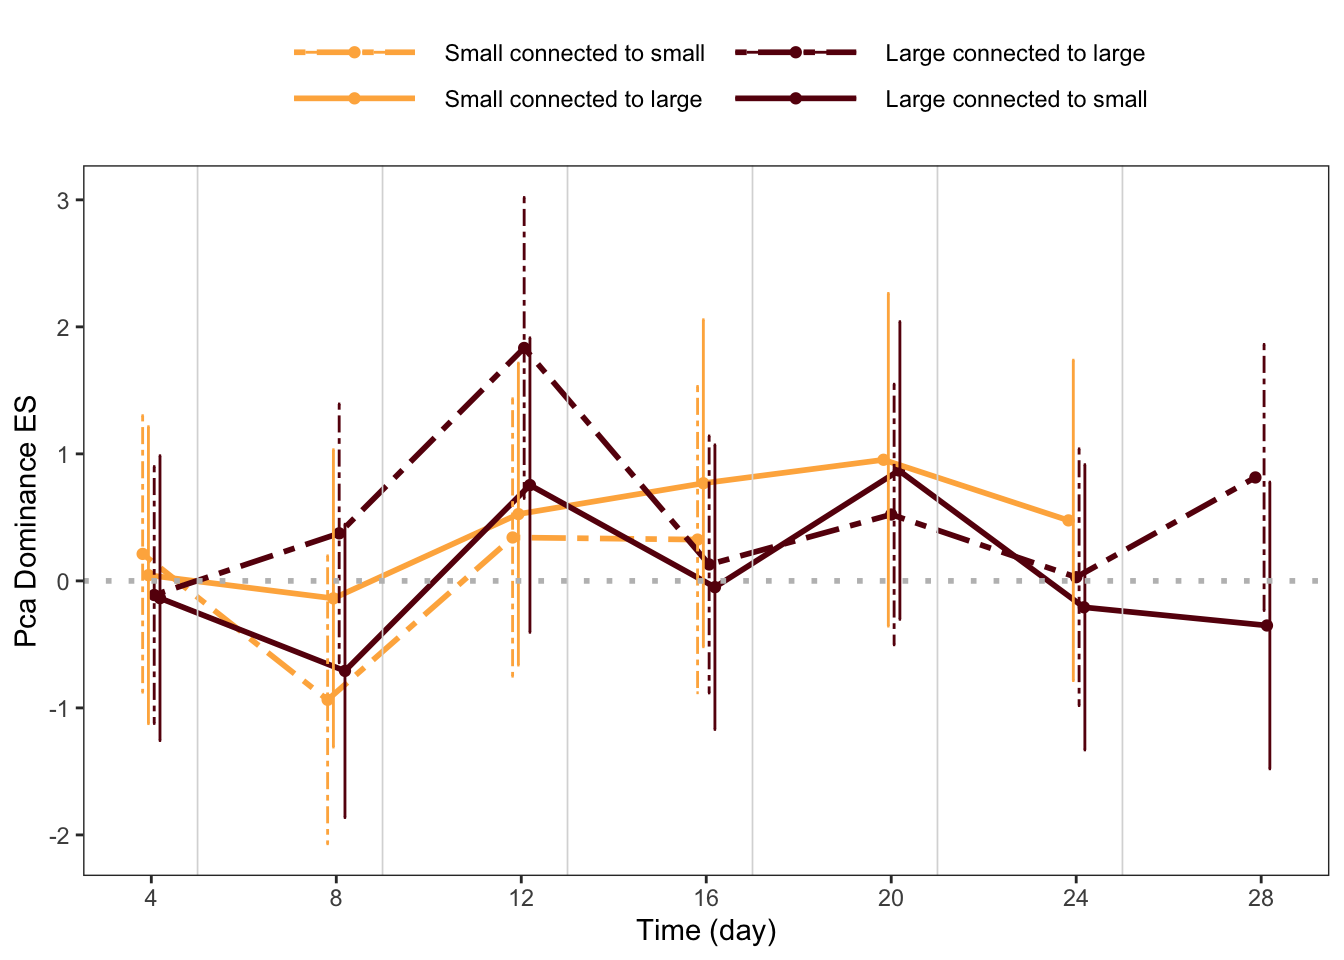 Small connected to small Large connected to large
Small connected to large Large connected to small
3
2
1
0
-1
-2
Pca Dominance ES
4 8 12 16 20 24 28
Time (day)